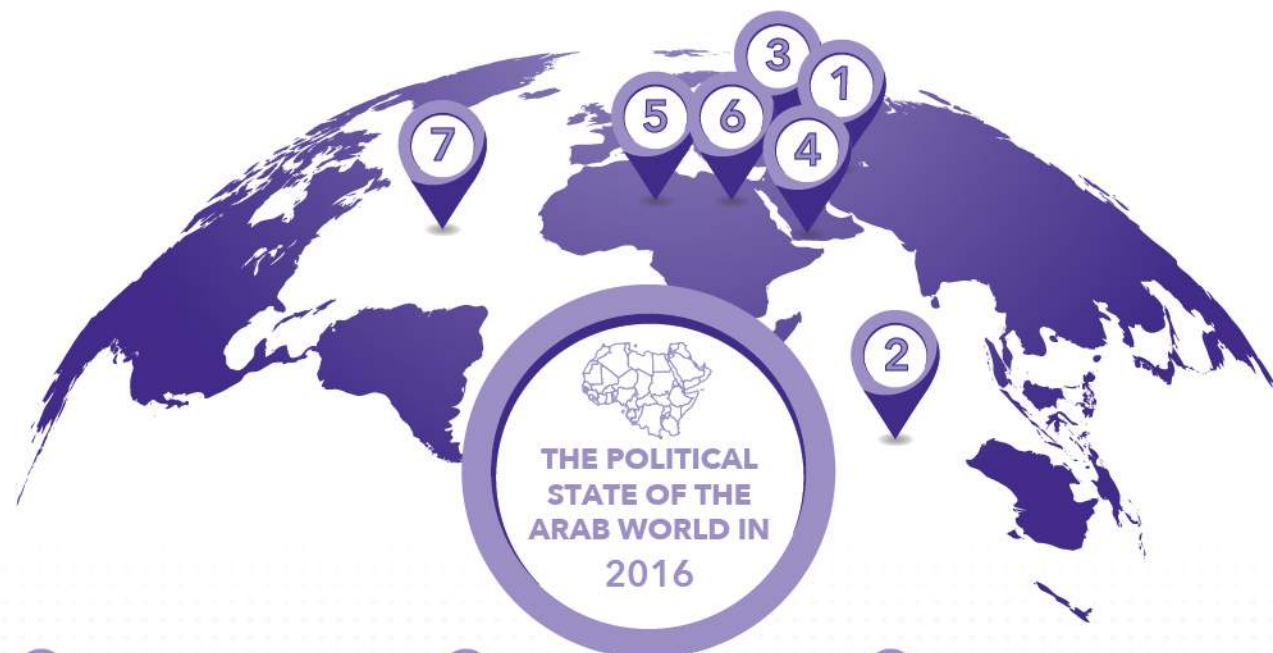 3
1
5
6
7
4
2
THE POLITICAL
STATE OF THE
ARAB WORLD IN
2016